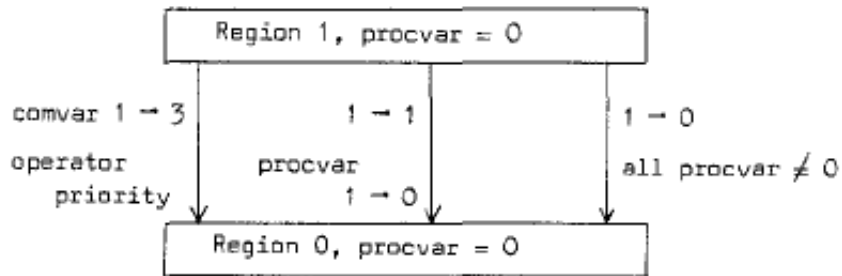 Region 1, procvar = 0
comvar 1 → 3
1 → 1
1 → 0
operator
priority
procvar
1 → 0
all procvar ≠ 0
Region 0, procvar = 0